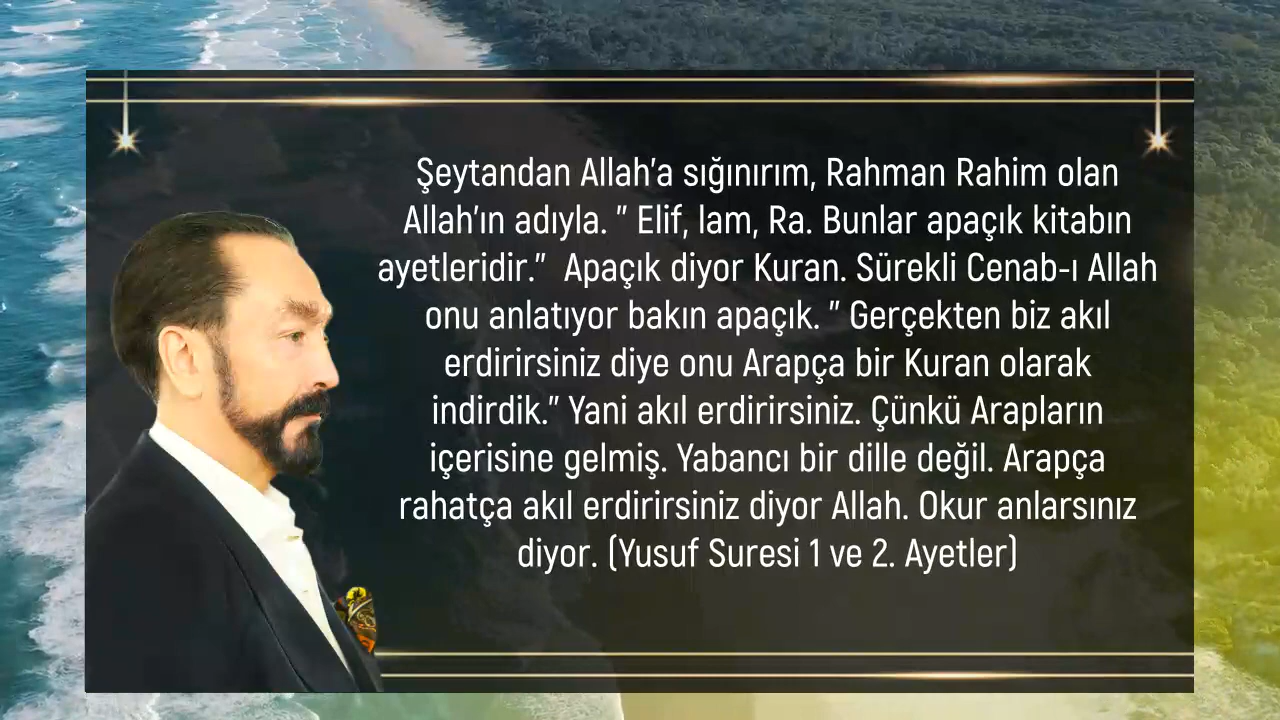 Şeytandan Allah'a sığınırım, Rahman Rahim olan
Allah'ın adıyla. " Elif, lam, Ra. Bunlar apaçık kitabın
ayetleridir." Apaçık diyor Kuran. Sürekli Cenab-ı Allah
onu anlatıyor bakın apaçık. " Gerçekten biz akıl
erdirirsiniz diye onu Arapça bir Kuran olarak
indirdik." Yani akıl erdirirsiniz. Çünkü Arapların
içerisine gelmiş. Yabancı bir dille değil. Arapça
rahatça akıl erdirirsiniz diyor Allah. Okur anlarsınız
diyor. (Yusuf Suresi 1 ve 2. Ayetler)